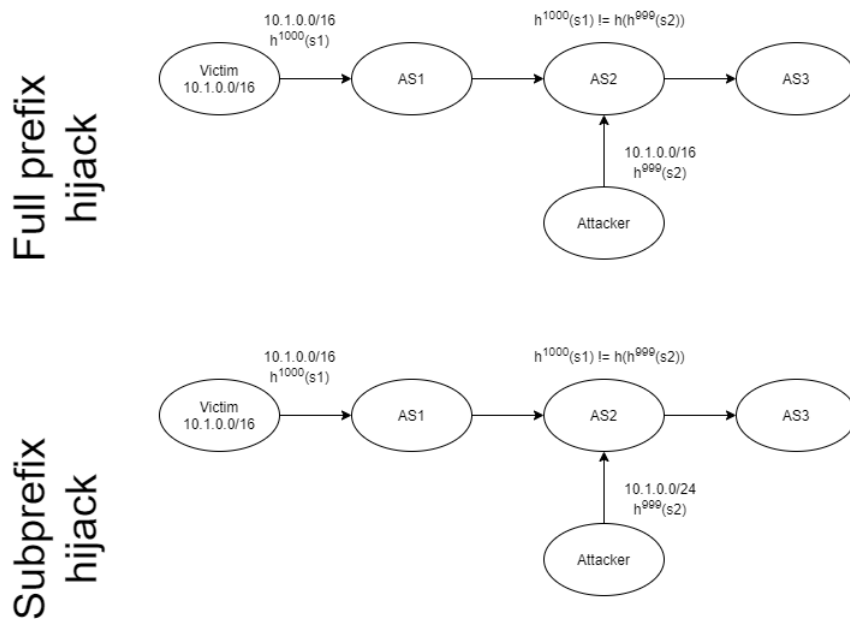 Full prefix
hijack
10.1.0.0/16
h¹⁰⁰⁰(s1)
h¹⁰⁰⁰(s1) != h(h⁹⁹⁹(s2))
Victim
10.1.0.0/16
AS1
AS2
AS3
10.1.0.0/16
h⁹⁹⁹(s2)
Attacker
Subprefix
hijack
10.1.0.0/16
h¹⁰⁰⁰(s1)
h¹⁰⁰⁰(s1) != h(h⁹⁹⁹(s2))
Victim
10.1.0.0/16
AS1
AS2
AS3
10.1.0.0/24
h⁹⁹⁹(s2)
Attacker